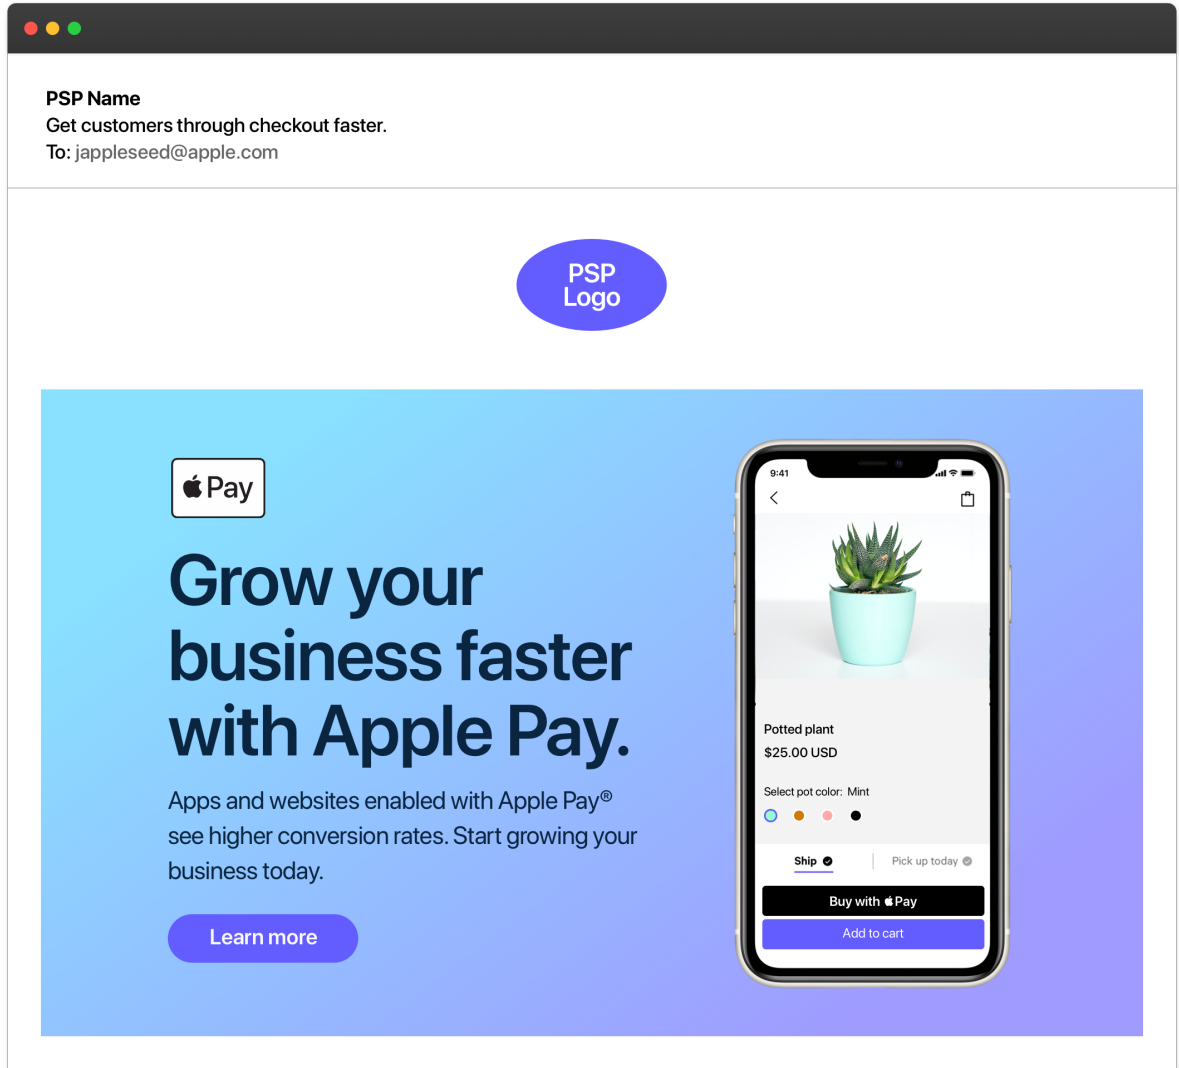 PSP Name
Get customers through checkout faster.
To: jappleseed@apple.com
PSP
Logo
Pay
Grow your
business faster
with Apple Pay.
Apps and websites enabled with Apple Pay®
see higher conversion rates. Start growing your
business today.
Learn more
9:41
Potted plant
$25.00 USD
Select pot color: Mint
Ship
Pick up today
Buy with Pay
Add to cart